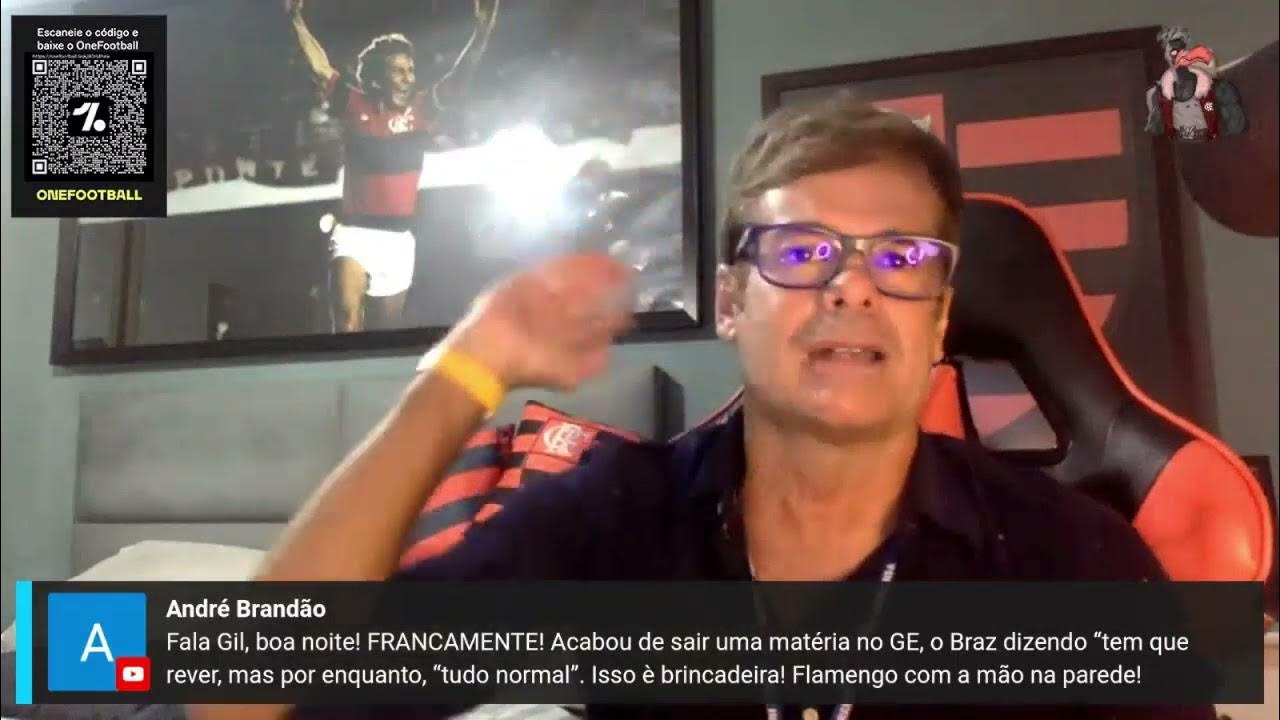 Escaneie o código e
baixe o OneFootball
ONEFOOTBALL
André Brandão
Fala Gil, boa noite! FRANCAMENTE! Acabou de sair uma matéria no GE, o Braz dizendo “tem que
rever, mas por enquanto, “tudo normal”. Isso è brincadeira! Flamengo com a mão na parede!
A